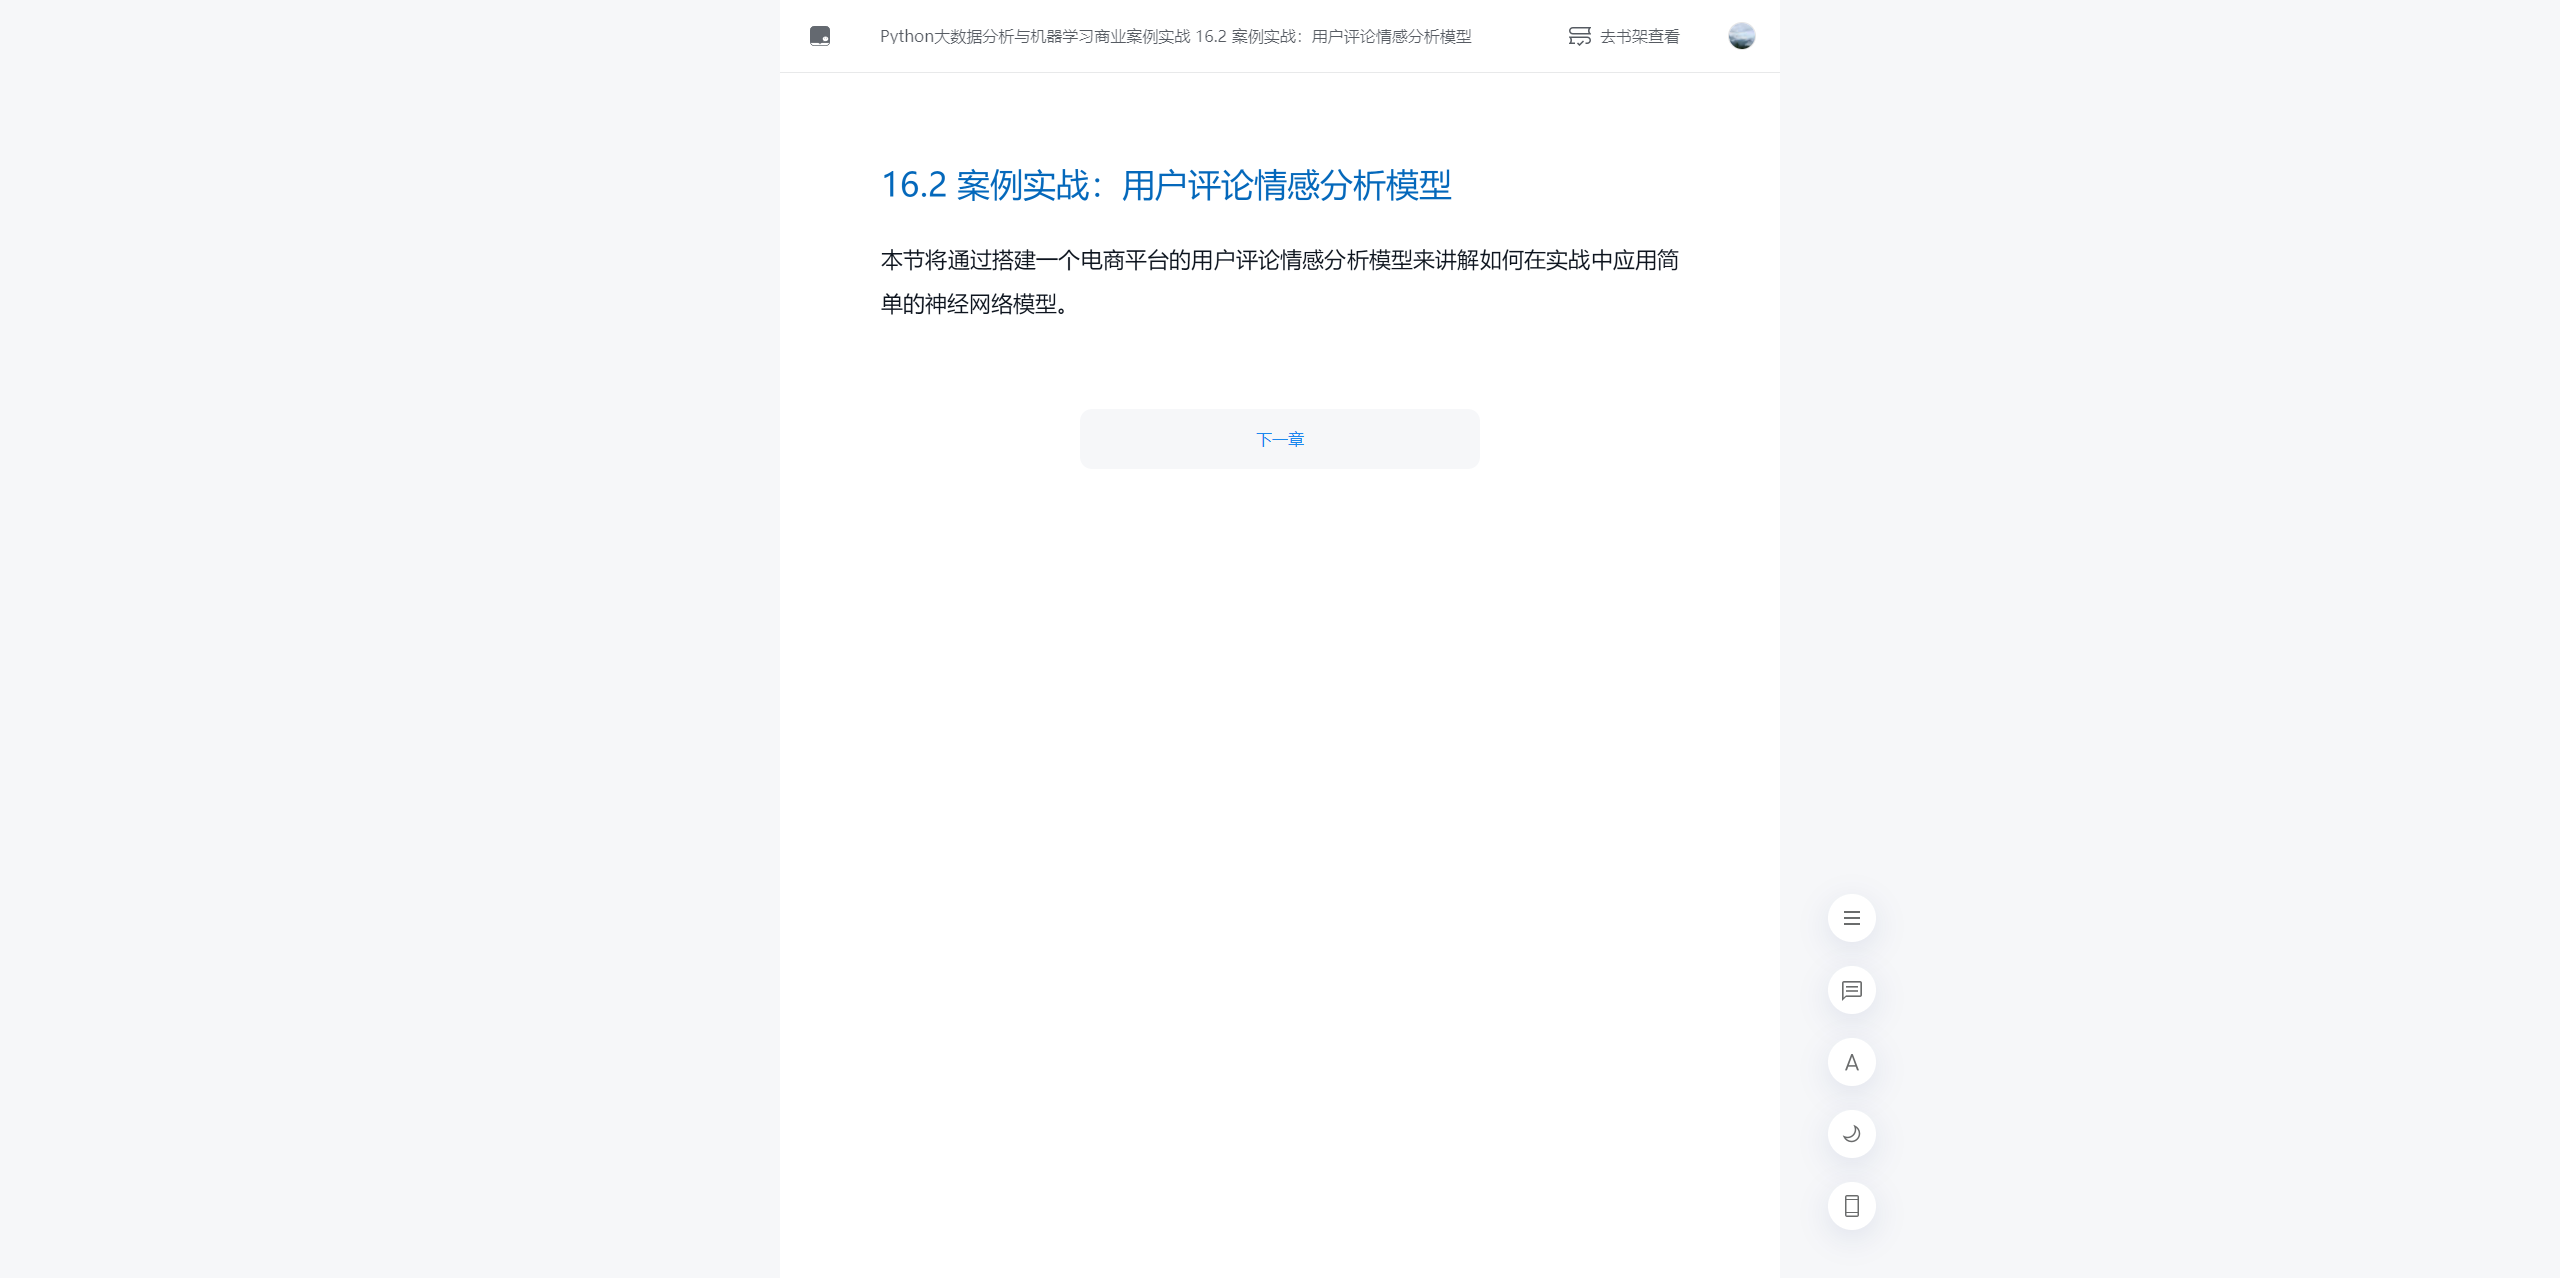 Python大数据分析与机器学习商业案例实战 16.2 案例实战：用户评论情感分析模型
去书架查看
16.2 案例实战：用户评论情感分析模型
本节将通过搭建一个电商平台的用户评论情感分析模型来讲解如何在实战中应用简
单的神经网络模型。
下一章
A